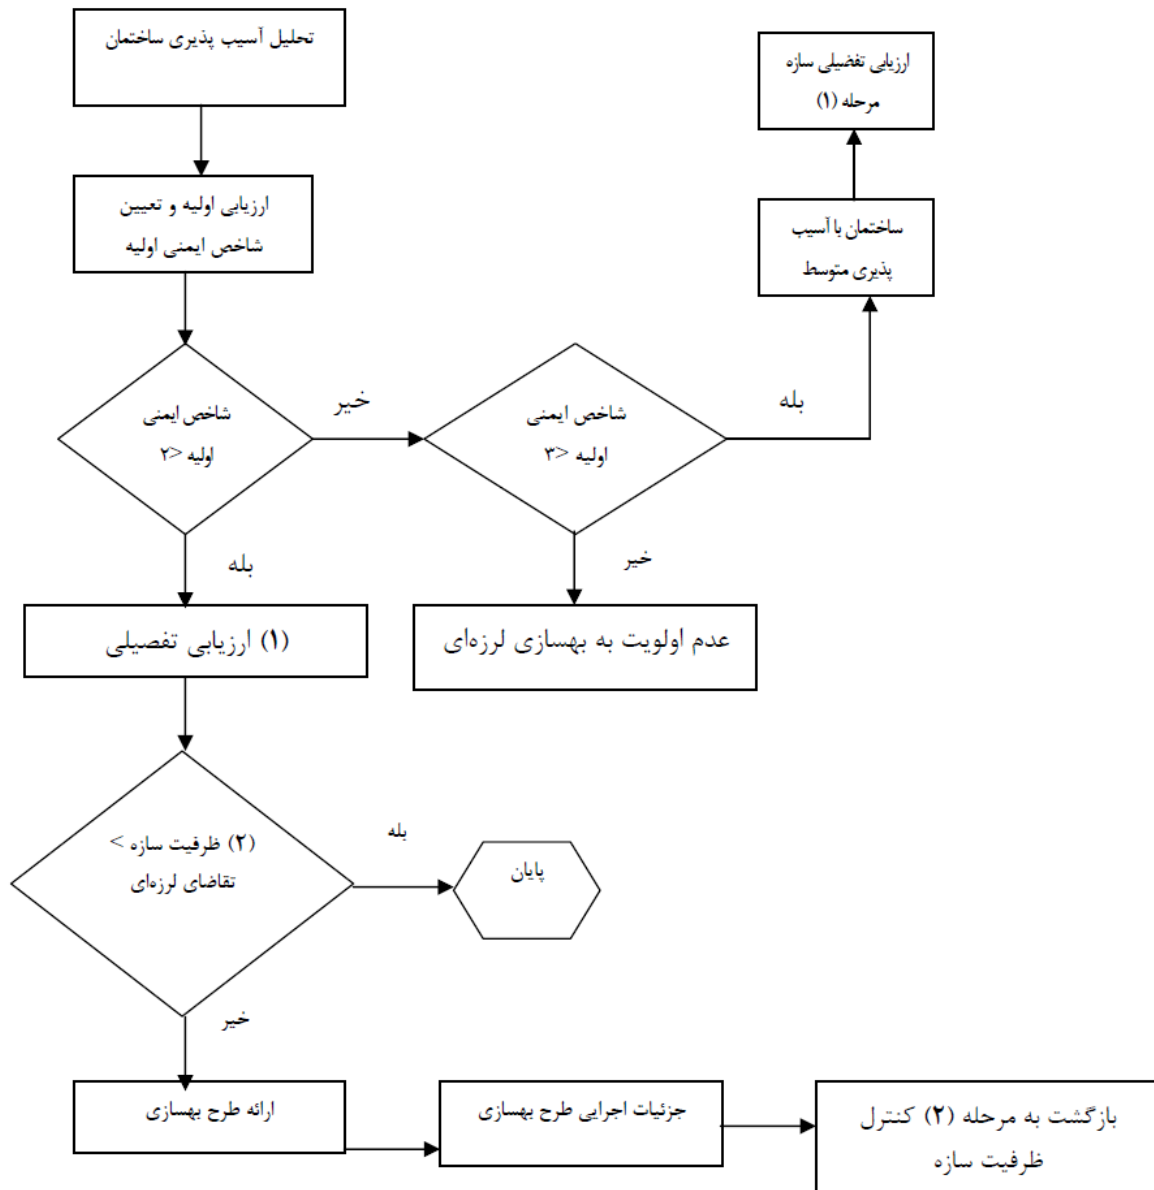 تحلیل آسیب پذیری ساختمان
ارزیابی تفضیلی سازه
مرحله (۱)
ارزیابی اولیه و تعیین
شاخص ایمنی اولیه
ساختمان با آسیب
پذیری متوسط
شاخص ایمنی
اولیه <۲
خیر
شاخص ایمنی
اولیه <۳
بله
بله
خیر
(۱) ارزیابی تفصیلی
عدم اولویت به بهسازی لرزه‌ای
(۲) ظرفیت سازه >
تقاضای لرزه‌ای
بله
پایان
خیر
ارائه طرح بهسازی
جزئیات اجرایی طرح بهسازی
بازگشت به مرحله (۲) کنترل
ظرفیت سازه